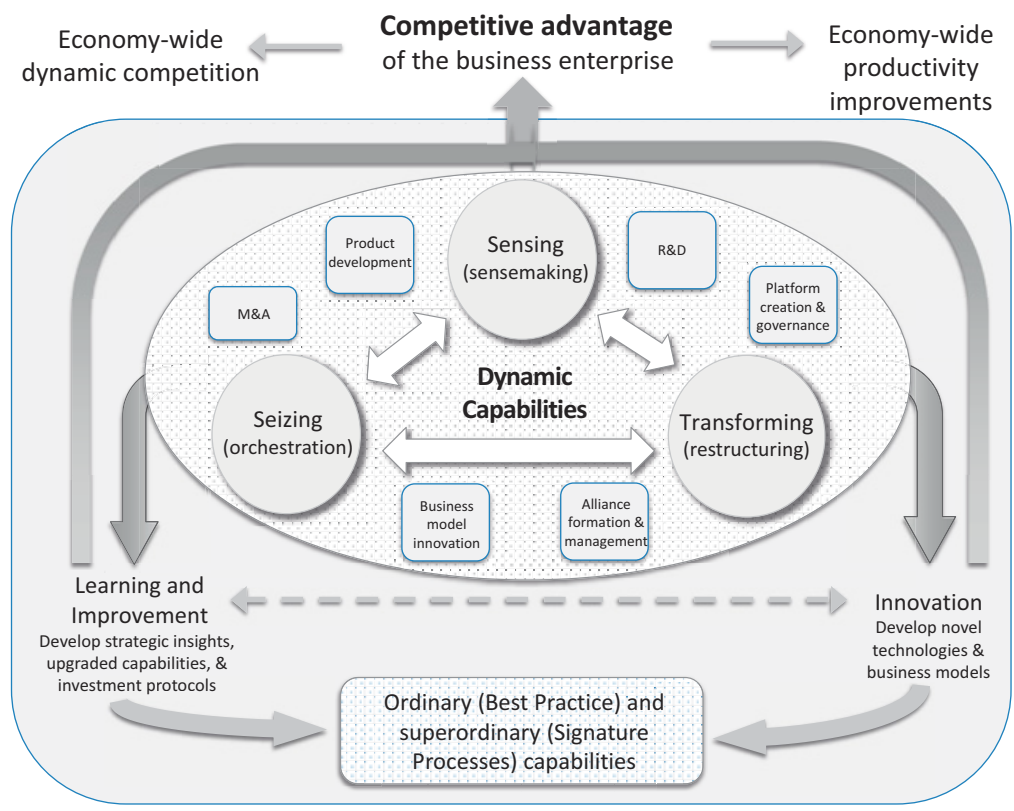 Competitive advantage
of the business enterprise
Economy-wide
dynamic competition
Economy-wide
productivity
improvements
Sensing
(sensemaking)
Product
development
R&D
M&A
Platform
creation &
governance
Dynamic
Capabilities
Seizing
(orchestration)
Transforming
(restructuring)
Business
model
innovation
Alliance
formation &
management
Learning and
Improvement
Develop strategic insights,
upgraded capabilities, &
investment protocols
Innovation
Develop novel
technologies &
business models
Ordinary (Best Practice) and
superordinary (Signature
Processes) capabilities